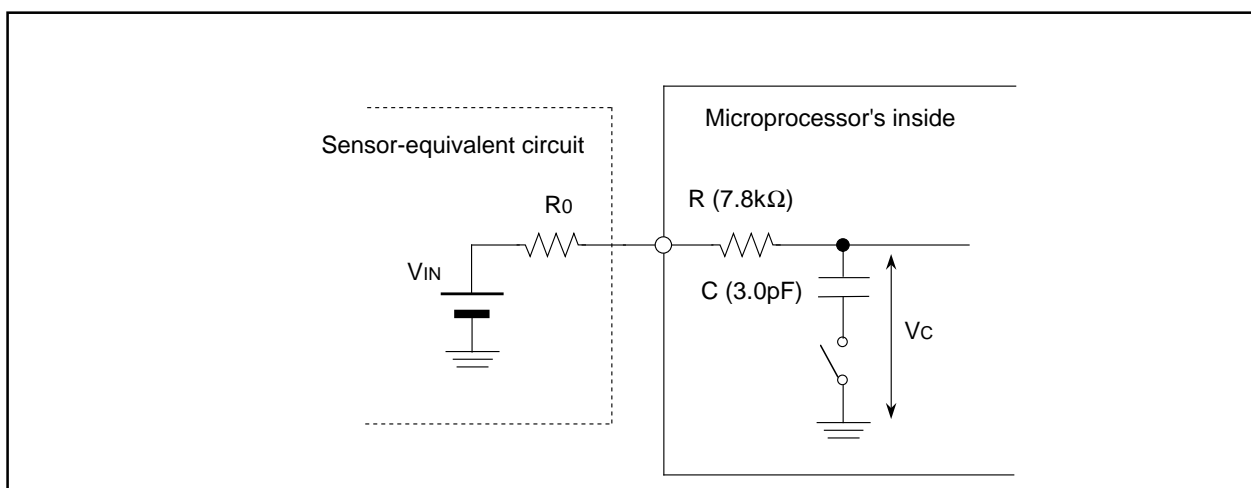 Microprocessor's inside
Sensor-equivalent circuit
R0
R (7.8kΩ)
VIN
C (3.0pF)
VC